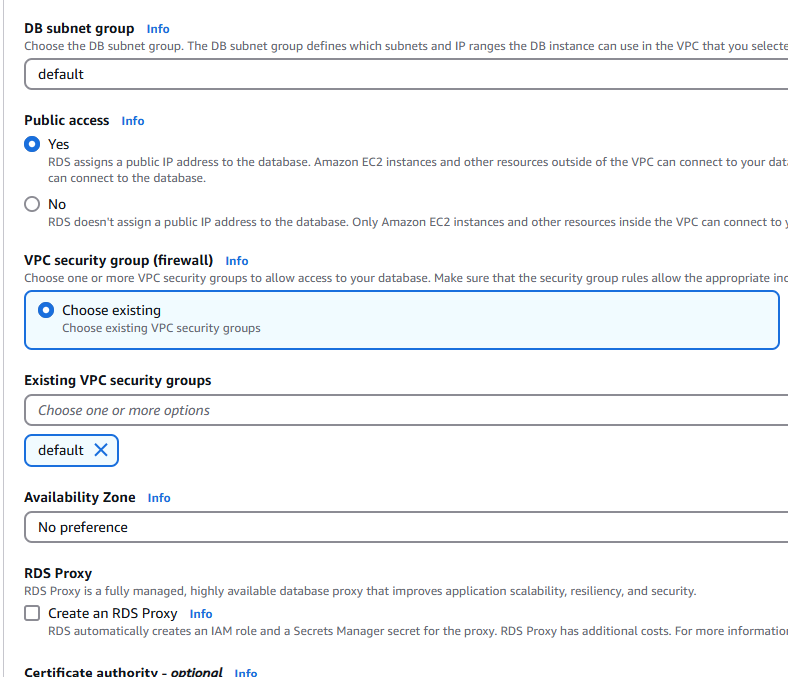 DB subnet group Info
Choose the DB subnet group. The DB subnet group defines which subnets and IP ranges the DB instance can use in the VPC that you
default
Public access Info
Yes
RDS assigns a public IP address to the database. Amazon EC2 instances and other resources outside of the VPC can connect to your
can connect to the database.
No
RDS doesn't assign a public IP address to the database. Only Amazon EC2 instances and other resources inside the VPC can connect to
VPC security group (firewall) Info
Choose one or more VPC security groups to allow access to your database. Make sure that the security group rules allow the appropriate
Choose existing
Choose existing VPC security groups
Existing VPC security groups
Choose one or more options
default
Availability Zone Info
No preference
RDS Proxy
RDS Proxy is a fully managed, highly available database proxy that improves application scalability, resiliency, and security.
Create an RDS Proxy Info
RDS automatically creates an IAM role and a Secrets Manager secret for the proxy. RDS Proxy has additional costs. For more
Certificate authority - optional Info